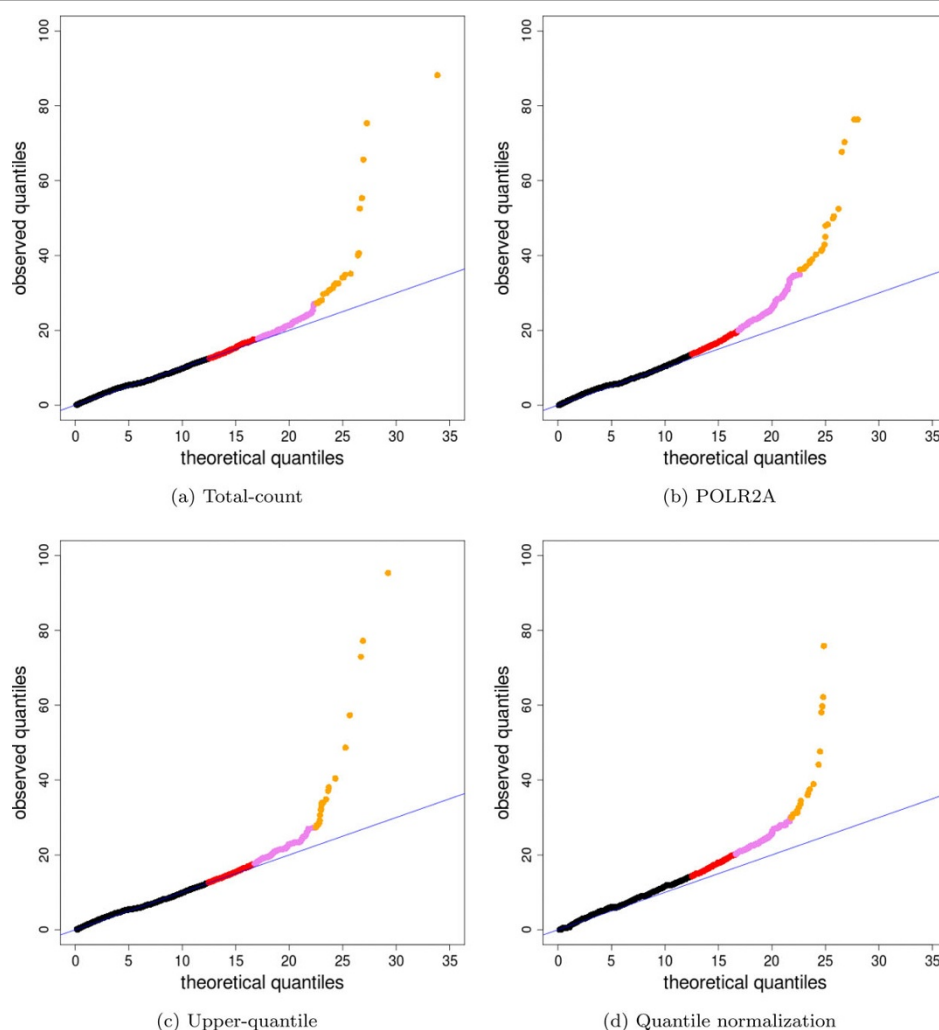 100
80
60
40
20
0
observed quantiles
0 5 10 15 20 25 30 35
theoretical quantiles
(a) Total-count
100
80
60
40
20
0
observed quantiles
0 5 10 15 20 25 30 35
theoretical quantiles
(b) POLR2A
100
80
60
40
20
0
observed quantiles
0 5 10 15 20 25 30 35
theoretical quantiles
(c) Upper-quantile
100
80
60
40
20
0
observed quantiles
0 5 10 15 20 25 30 35
theoretical quantiles
(d) Quantile normalization